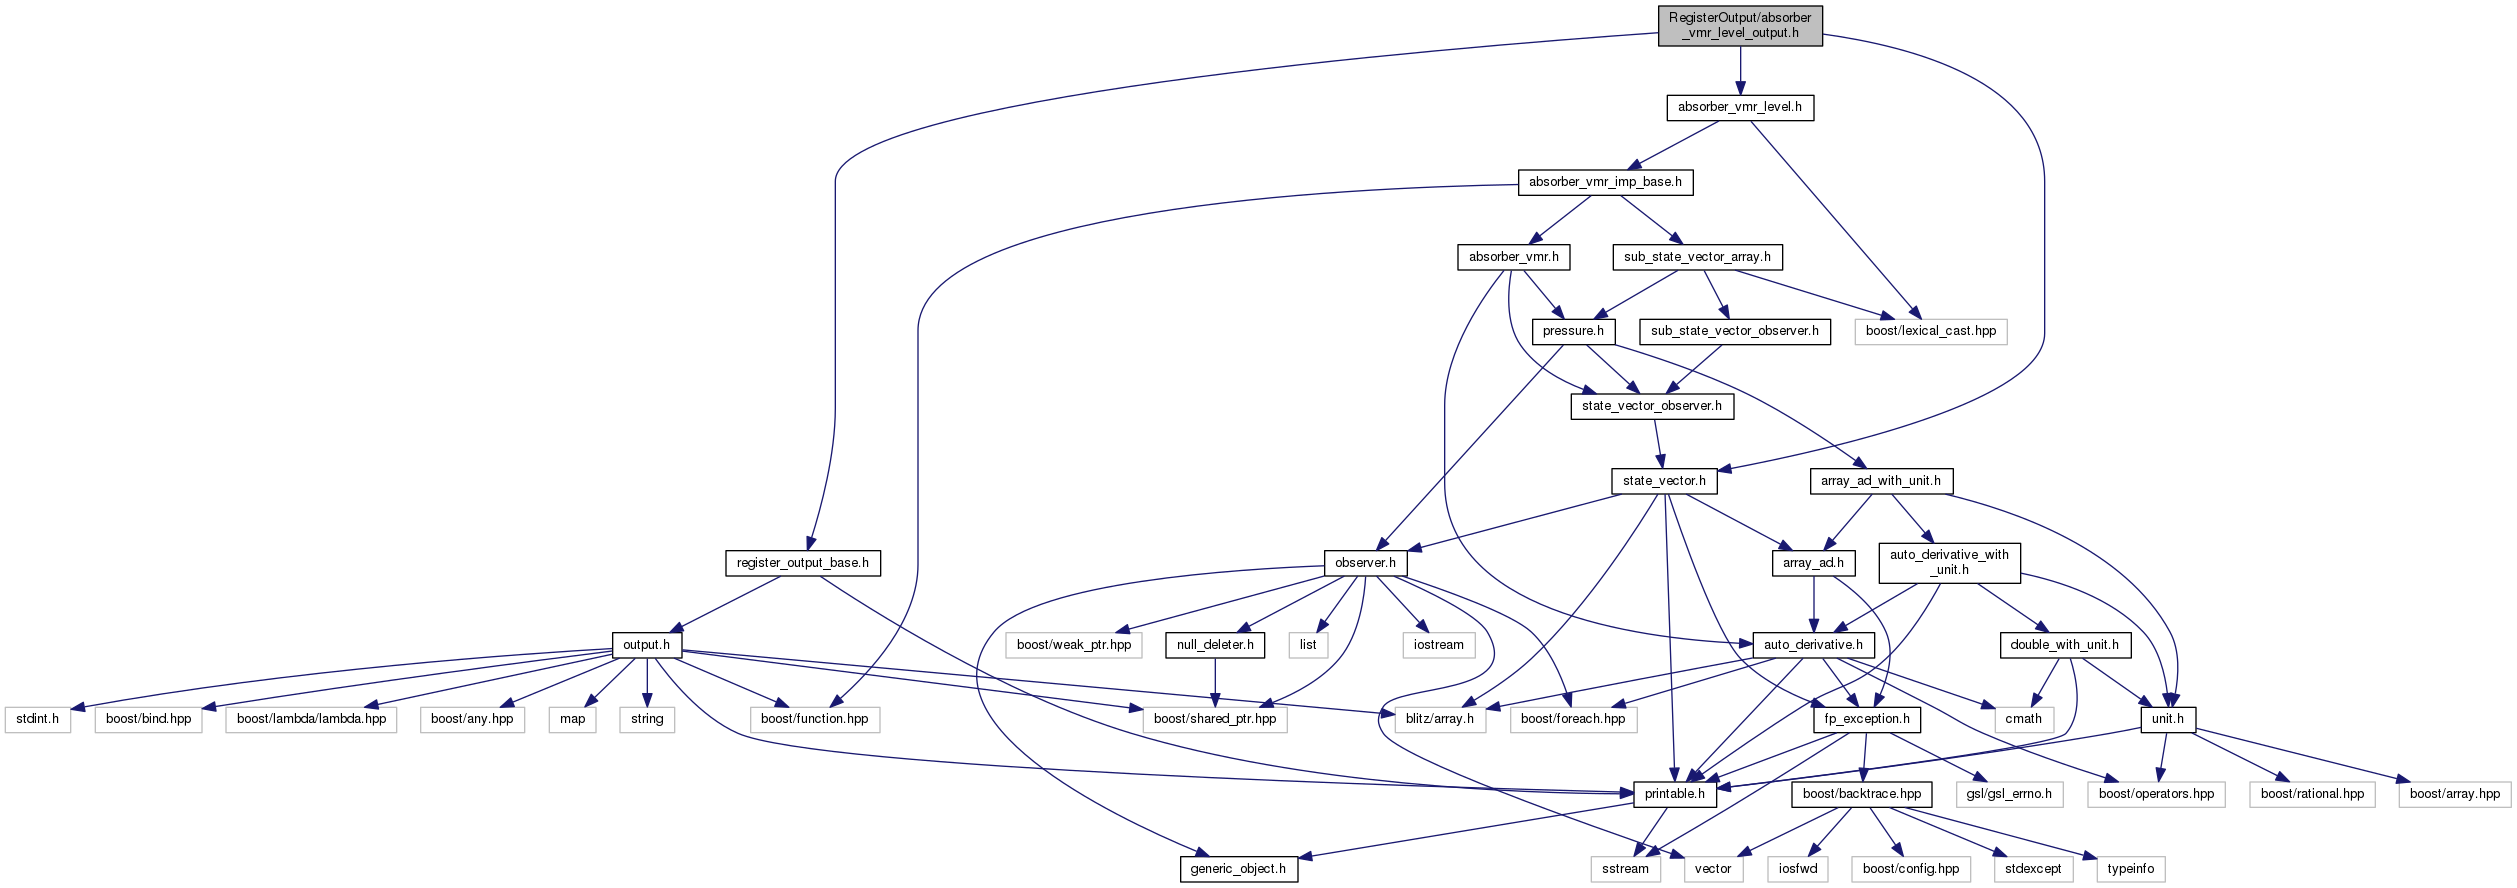 RegisterOutput/absorber
_vmr_level_output.h
absorber_vmr_level.h
absorber_vmr_imp_base.h
absorber_vmr.h
sub_state_vector_array.h
pressure.h
sub_state_vector_observer.h
boost/lexical_cast.hpp
state_vector_observer.h
state_vector.h
array_ad_with_unit.h
register_output_base.h
observer.h
array_ad.h
auto_derivative_with
_unit.h
output.h
boost/weak_ptr.hpp
null_deleter.h
list
iostream
auto_derivative.h
double_with_unit.h
stdint.h
boost/bind.hpp
boost/lambda/lambda.hpp
boost/any.hpp
map
string
boost/function.hpp
boost/shared_ptr.hpp
blitz/array.h
boost/foreach.hpp
fp_exception.h
cmath
unit.h
printable.h
boost/backtrace.hpp
gsl/gsl_errno.h
boost/operators.hpp
boost/rational.hpp
boost/array.hpp
generic_object.h
sstream
vector
iosfwd
boost/config.hpp
stdexcept
typeinfo